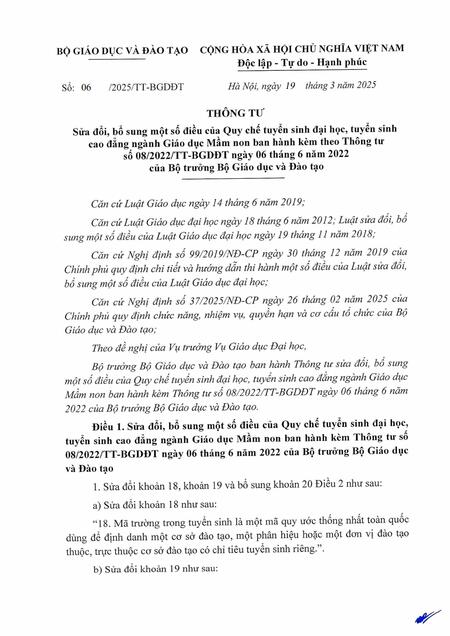 BỘ GIÁO DỤC VÀ ĐÀO TẠO
CỘNG HÒA XÃ HỘI CHỦ NGHĨA VIỆT NAM
Độc lập - Tự do - Hạnh phúc
Số: 06 /2025/TT-BGDĐT
Hà Nội, ngày 19 tháng 3 năm 2025
THÔNG TƯ
Sửa đổi, bổ sung một số điều của Quy chế tuyển sinh đại học, tuyển sinh
cao đẳng ngành Giáo dục Mầm non ban hành kèm theo Thông tư
số 08/2022/TT-BGDĐT ngày 06 tháng 6 năm 2022
của Bộ trưởng Bộ Giáo dục và Đào tạo
Căn cứ Luật Giáo dục ngày 14 tháng 6 năm 2019;
Căn cứ Luật Giáo dục đại học ngày 18 tháng 6 năm 2012; Luật sửa đổi, bổ
sung một số điều của Luật Giáo dục đại học ngày 19 tháng 11 năm 2018;
Căn cứ Nghị định số 99/2019/NĐ-CP ngày 30 tháng 12 năm 2019 của
Chính phủ quy định chi tiết và hướng dẫn thi hành một số điều của Luật sửa đổi,
bổ sung một số điều của Luật Giáo dục đại học;
Căn cứ Nghị định số 37/2025/NĐ-CP ngày 26 tháng 02 năm 2025 của
Chính phủ quy định chức năng, nhiệm vụ, quyền hạn và cơ cấu tổ chức của Bộ
Giáo dục và Đào tạo;
Theo đề nghị của Vụ trưởng Vụ Giáo dục Đại học,
Bộ trưởng Bộ Giáo dục và Đào tạo ban hành Thông tư sửa đổi, bổ sung
một số điều của Quy chế tuyển sinh đại học, tuyển sinh cao đẳng ngành Giáo dục
Mầm non ban hành kèm Thông tư số 08/2022/TT-BGDĐT ngày 06 tháng 6 năm
2022 của Bộ trưởng Bộ Giáo dục và Đào tạo.
Điều 1. Sửa đổi, bổ sung một số điều của Quy chế tuyển sinh đại học,
tuyển sinh cao đẳng ngành Giáo dục Mầm non ban hành kèm Thông tư số
08/2022/TT-BGDĐT ngày 06 tháng 6 năm 2022 của Bộ trưởng Bộ Giáo dục
và Đào tạo
1. Sửa đổi khoản 18, khoản 19 và bổ sung khoản 20 Điều 2 như sau:
a) Sửa đổi khoản 18 như sau:
“18. Mã trường trong tuyển sinh là một mã quy ước thống nhất toàn quốc
dùng để định danh một cơ sở đào tạo, một phân hiệu hoặc một đơn vị đào tạo
thuộc, trực thuộc cơ sở đào tạo có chỉ tiêu tuyển sinh riêng.”.
b) Sửa đổi khoản 19 như sau: